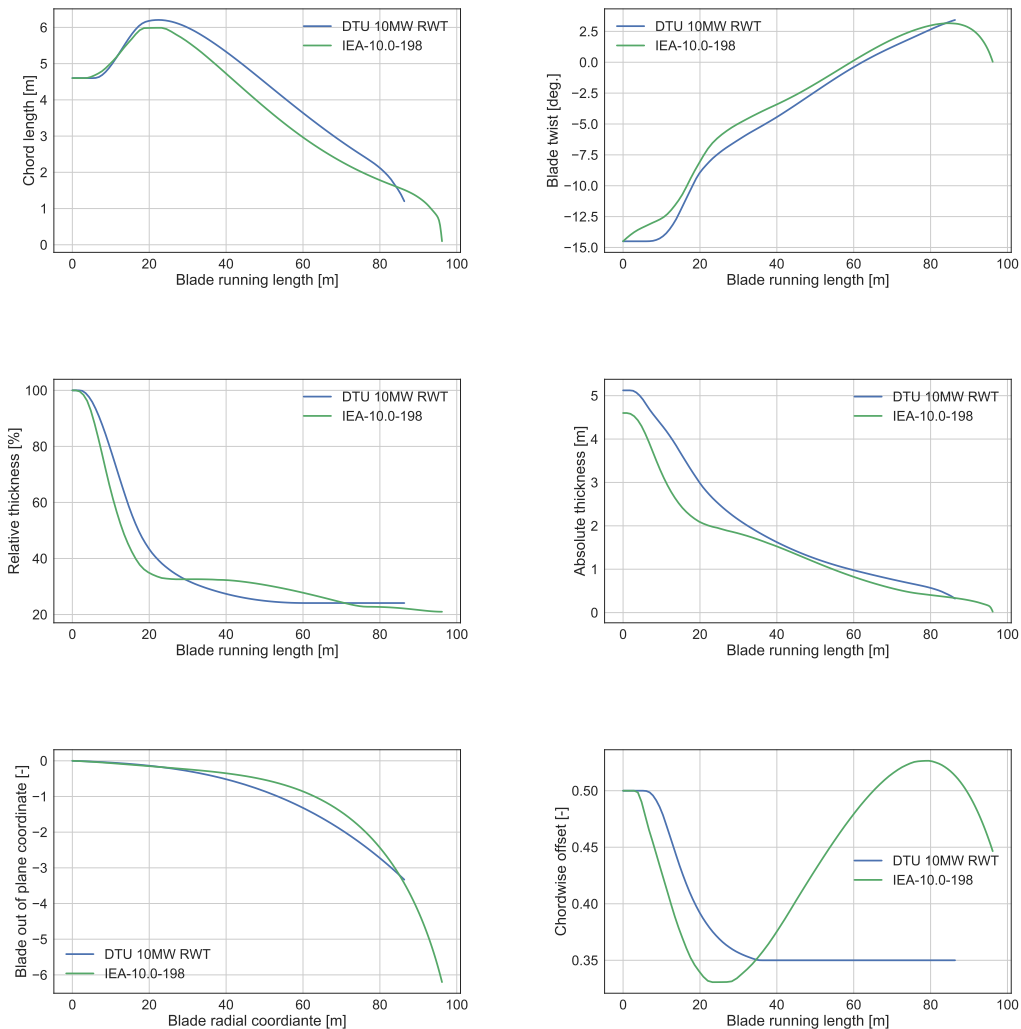 DTU 10MW RWT
IEA-10.0-198
6
5
4
3
2
1
0
Chord length [m]
0 20 40 60 80 100
Blade running length [m]
DTU 10MW RWT
IEA-10.0-198
2.5
0.0
−2.5
−5.0
−7.5
−10.0
−12.5
−15.0
Blade twist [deg.]
0 20 40 60 80 100
Blade running length [m]
DTU 10MW RWT
IEA-10.0-198
100
80
60
40
20
Relative thickness [%]
0 20 40 60 80 100
Blade running length [m]
DTU 10MW RWT
IEA-10.0-198
5
4
3
2
1
0
Absolute thickness [m]
0 20 40 60 80 100
Blade running length [m]
0
−1
−2
−3
−4
−5
−6
Blade out of plane coordinate [-]
DTU 10MW RWT
IEA-10.0-198
0 20 40 60 80 100
Blade radial coordiante [m]
0.50
0.45
0.40
0.35
Chordwise offset [-]
DTU 10MW RWT
IEA-10.0-198
0 20 40 60 80 100
Blade running length [m]